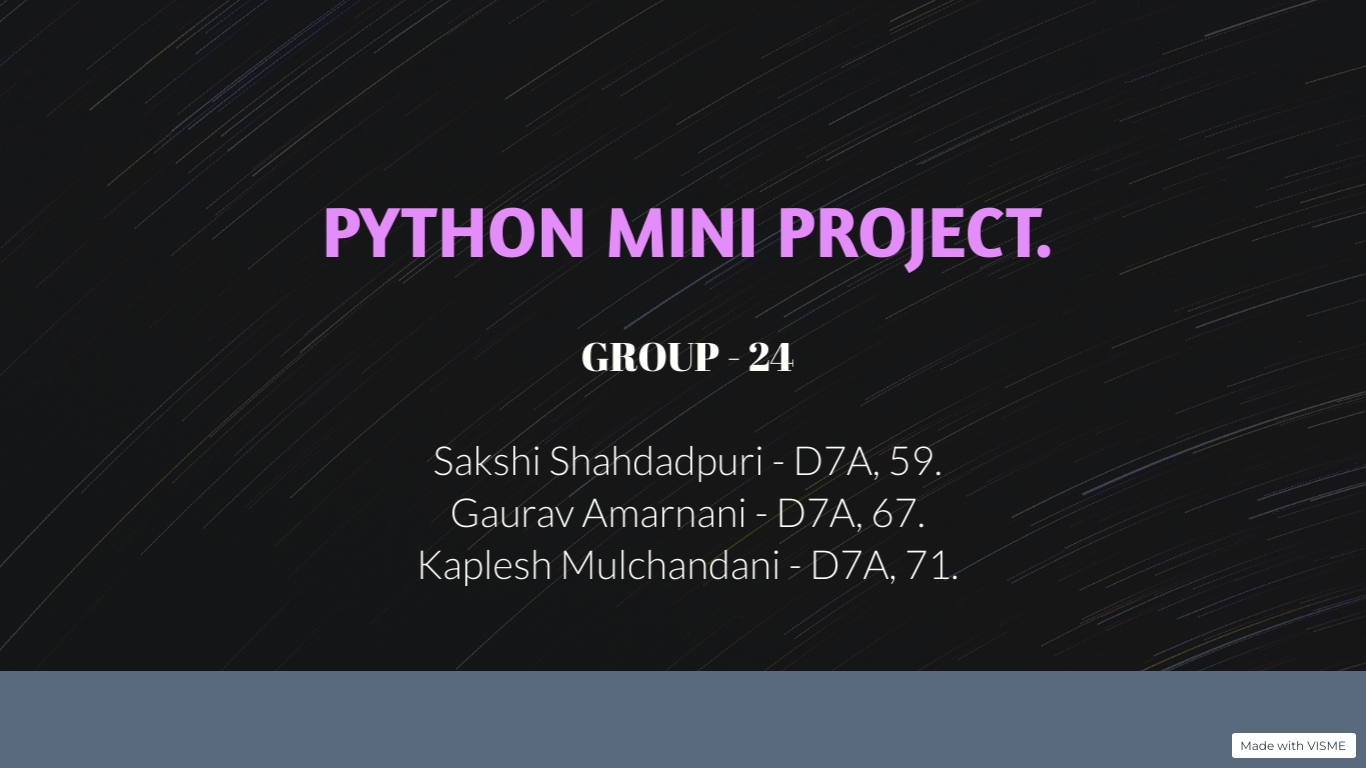 PYTHON MINI PROJECT.
GROUP - 24
Sakshi Shahdadpuri - D7A, 59.
Gaurav Amarnani - D7A, 67.
Kaplesh Mulchandani - D7A, 71.
Made with VISME